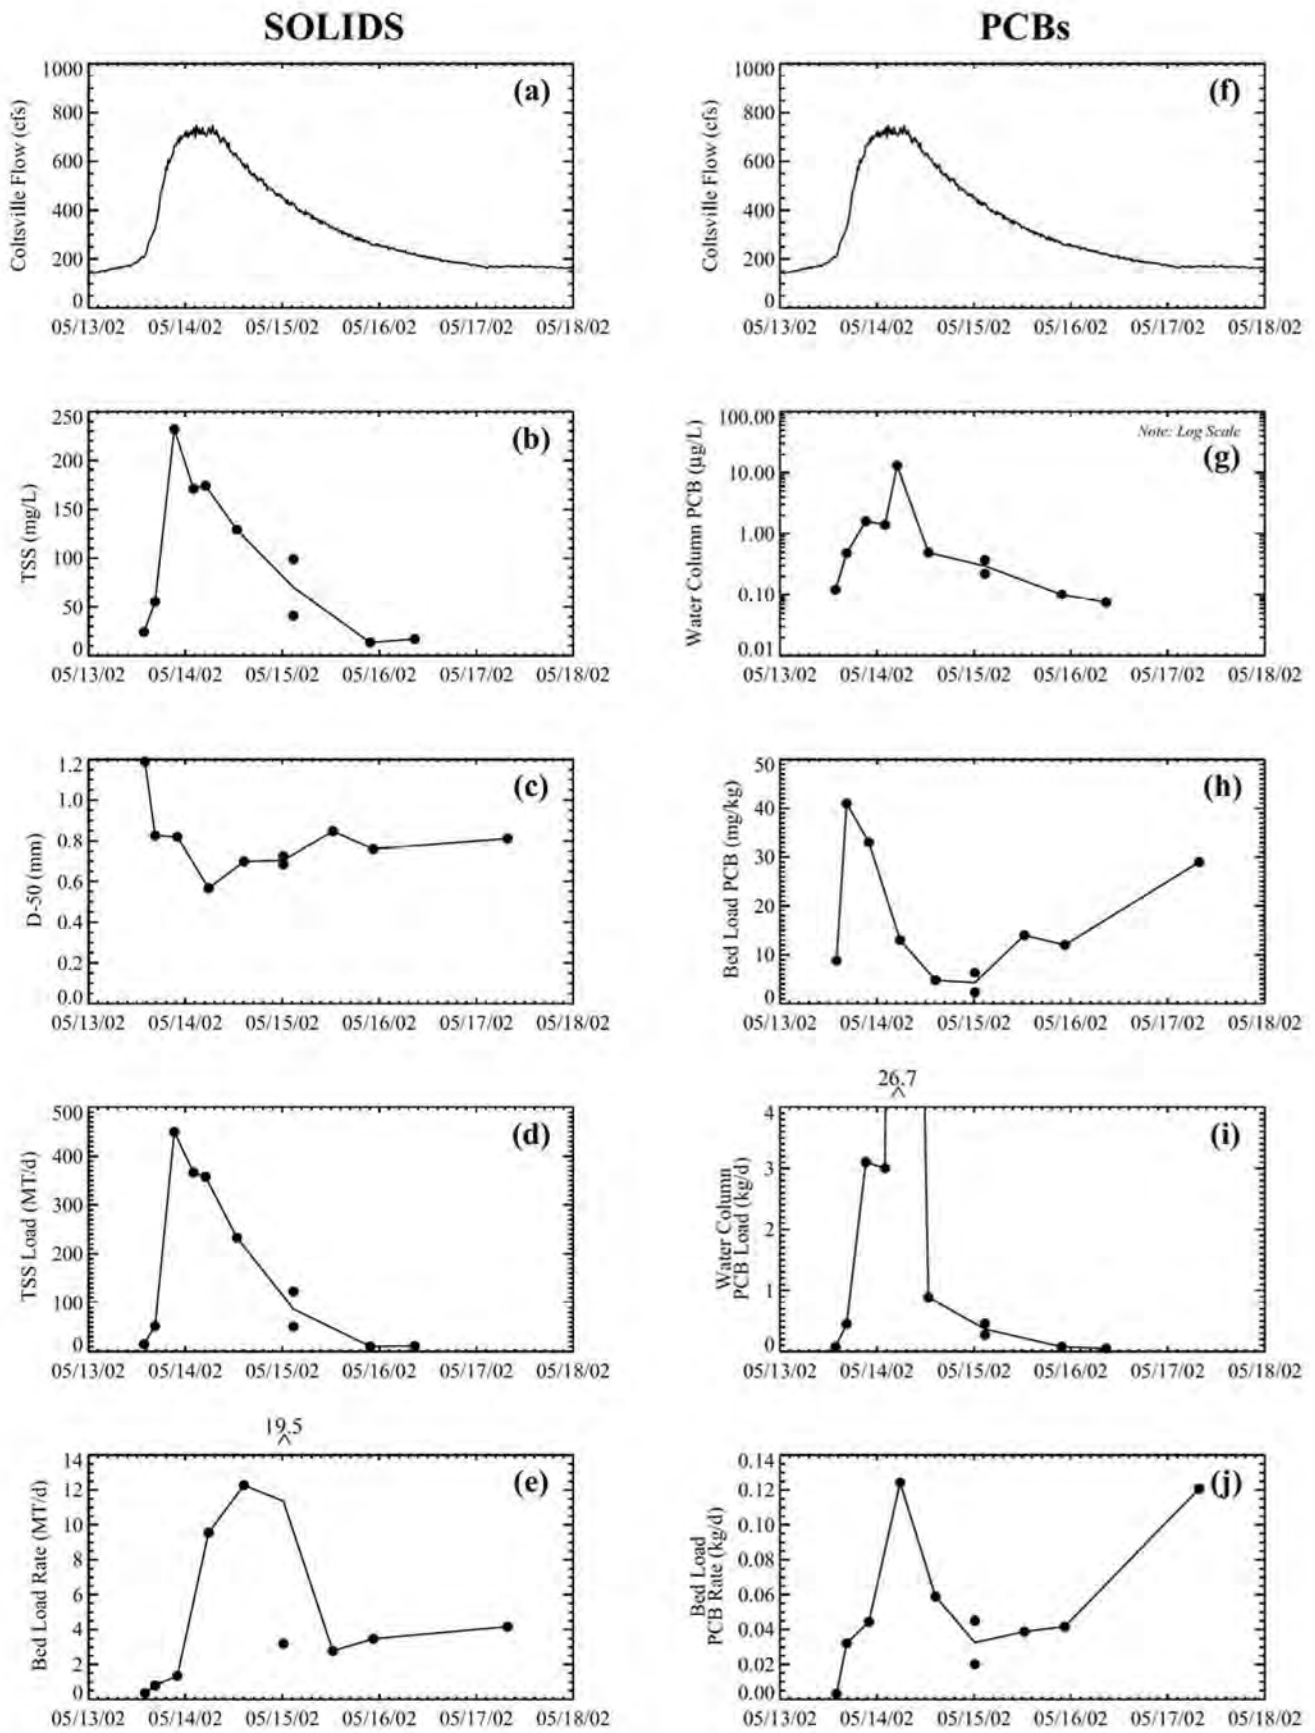 SOLIDS
PCBs
1000
800
600
400
200
0
Coltsville Flow (cfs)
(a)
05/13/02 05/14/02 05/15/02 05/16/02 05/17/02 05/18/02
1000
800
600
400
200
0
Coltsville Flow (cfs)
(f)
05/13/02 05/14/02 05/15/02 05/16/02 05/17/02 05/18/02
250
200
150
100
50
0
TSS (mg/L)
(b)
05/13/02 05/14/02 05/15/02 05/16/02 05/17/02 05/18/02
100.00
10.00
1.00
0.10
0.01
Water Column PCB (µg/L)
Note: Log Scale
(g)
05/13/02 05/14/02 05/15/02 05/16/02 05/17/02 05/18/02
1.2
1.0
0.8
0.6
0.4
0.2
0.0
D-50 (mm)
(c)
05/13/02 05/14/02 05/15/02 05/16/02 05/17/02 05/18/02
50
40
30
20
10
0
Bed Load PCB (mg/kg)
(h)
05/13/02 05/14/02 05/15/02 05/16/02 05/17/02 05/18/02
500
400
300
200
100
0
TSS Load (MT/d)
(d)
05/13/02 05/14/02 05/15/02 05/16/02 05/17/02 05/18/02
26.7
4
3
2
1
0
Water Column
PCB Load (kg/d)
(i)
05/13/02 05/14/02 05/15/02 05/16/02 05/17/02 05/18/02
19.5
14
12
10
8
6
4
2
0
Bed Load Rate (MT/d)
(e)
05/13/02 05/14/02 05/15/02 05/16/02 05/17/02 05/18/02
0.14
0.12
0.10
0.08
0.06
0.04
0.02
0.00
Bed Load
PCB Rate (kg/d)
(j)
05/13/02 05/14/02 05/15/02 05/16/02 05/17/02 05/18/02